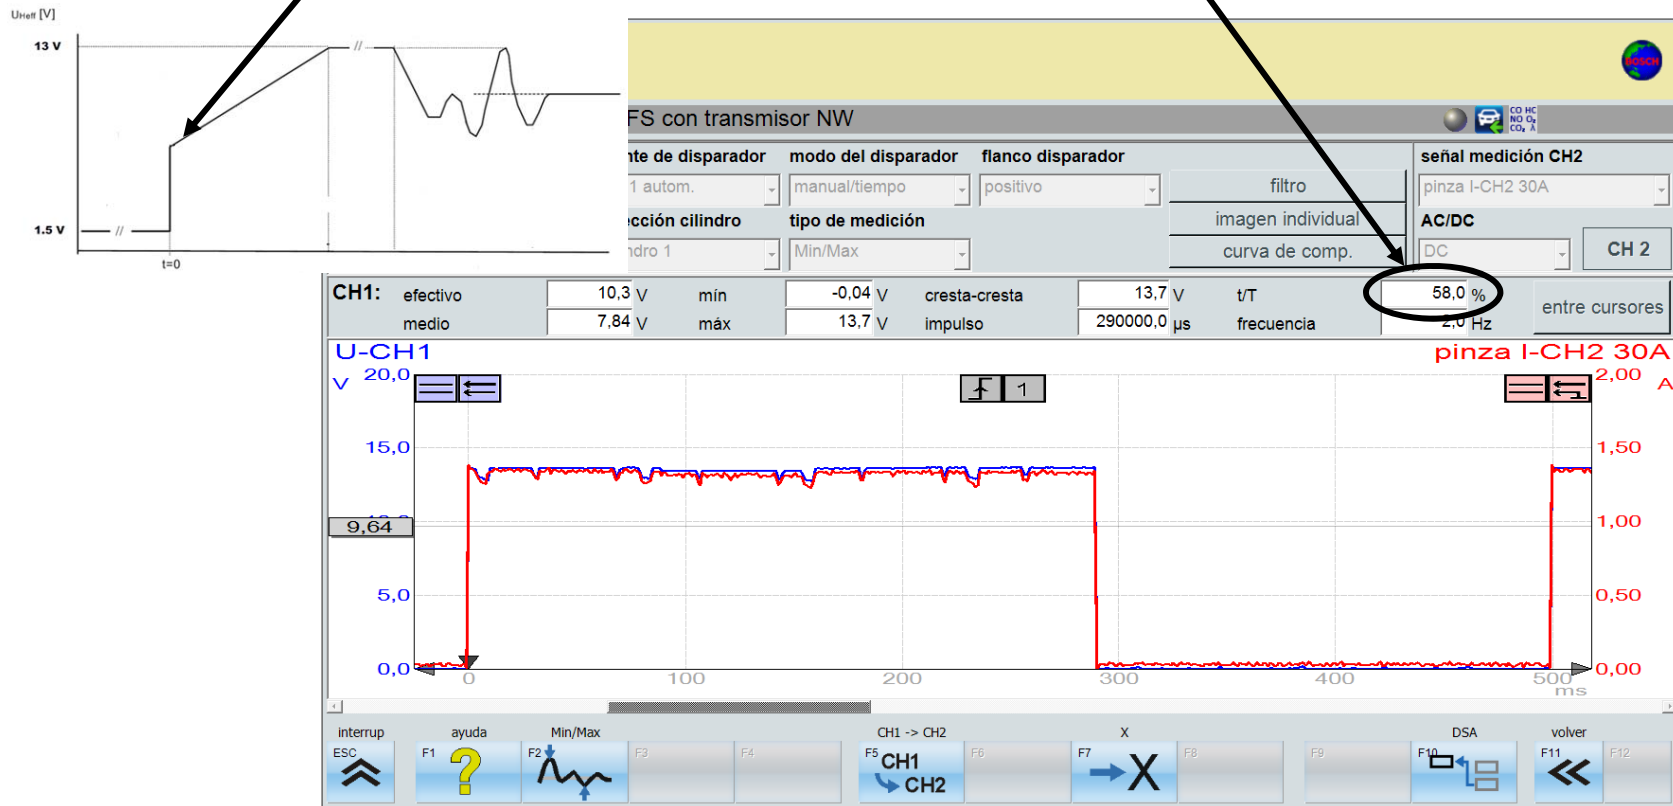 UHeff [V]
13 V
1.5 V
t=0
BOSCH
FS con transmisor NW
CO HC
NO O₂
CO₂ λ
nte de disparador modo del disparador flanco disparador señal medición CH2
1 autom. manual/tiempo positivo filtro pinza I-CH2 30A
ección cilindro tipo de medición imagen individual AC/DC
ndro 1 Min/Max curva de comp. DC CH 2
CH1: efectivo 10,3 V mín -0,04 V cresta-cresta 13,7 V t/T 58,0 % entre cursores
medio 7,84 V máx 13,7 V impulso 290000,0 µs frecuencia 2,0 Hz
U-CH1 pinza I-CH2 30A
V 20,0 1 2,00 A
15,0 1,50
9,64 1,00
5,0 0,50
0,0 0,00
0 100 200 300 400 500
ms
interrup ayuda Min/Max CH1 -> CH2 X DSA volver
ESC F1 F2 F3 F4 F5 CH1 F6 F7 X F8 F9 F10 F11 F12
CH2